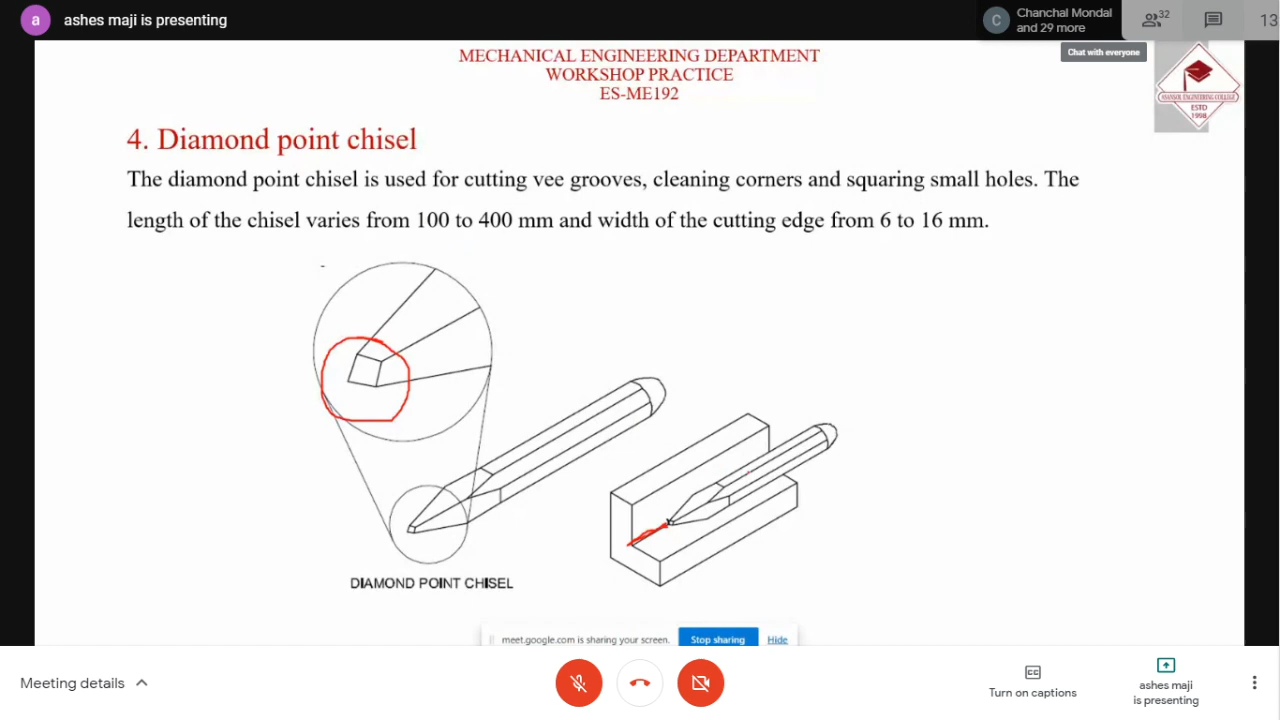 a ashes maji is presenting
C Chanchal Mondal
and 29 more
32
13
Chat with everyone
MECHANICAL ENGINEERING DEPARTMENT
WORKSHOP PRACTICE
ES-ME192
ASANSOL ENGINEERING COLLEGE
ESTD
1998
4. Diamond point chisel
The diamond point chisel is used for cutting vee grooves, cleaning corners and squaring small holes. The
length of the chisel varies from 100 to 400 mm and width of the cutting edge from 6 to 16 mm.
DIAMOND POINT CHISEL
meet.google.com is sharing your screen. Stop sharing Hide
Meeting details
CC
Turn on captions
ashes maji
is presenting